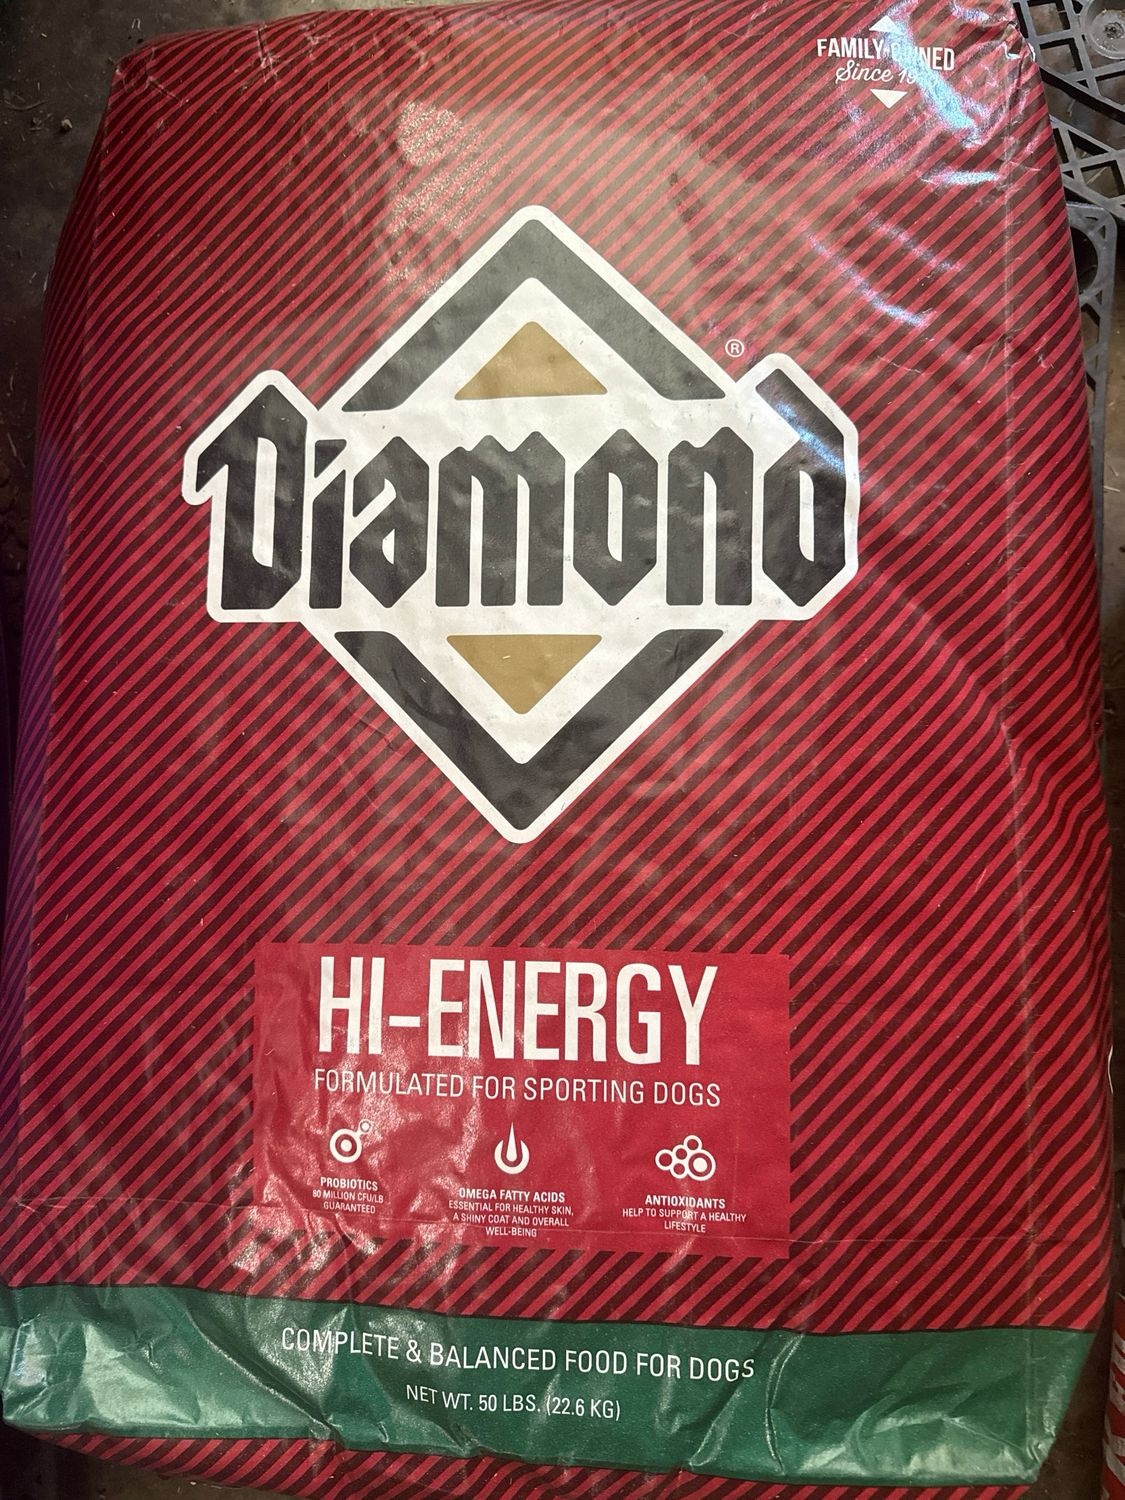 FAMILY OWNED
Since
Diamond
®
HI-ENERGY
FORMULATED FOR SPORTING DOGS
PROBIOTICS
80 MILLION CFU/LB
GUARANTEED
OMEGA FATTY ACIDS
ESSENTIAL FOR HEALTHY SKIN,
A SHINY COAT AND OVERALL
WELL-BEING
ANTIOXIDANTS
HELP TO SUPPORT A HEALTHY
LIFESTYLE
COMPLETE & BALANCED FOOD FOR DOGS
NET WT. 50 LBS. (22.6 KG)